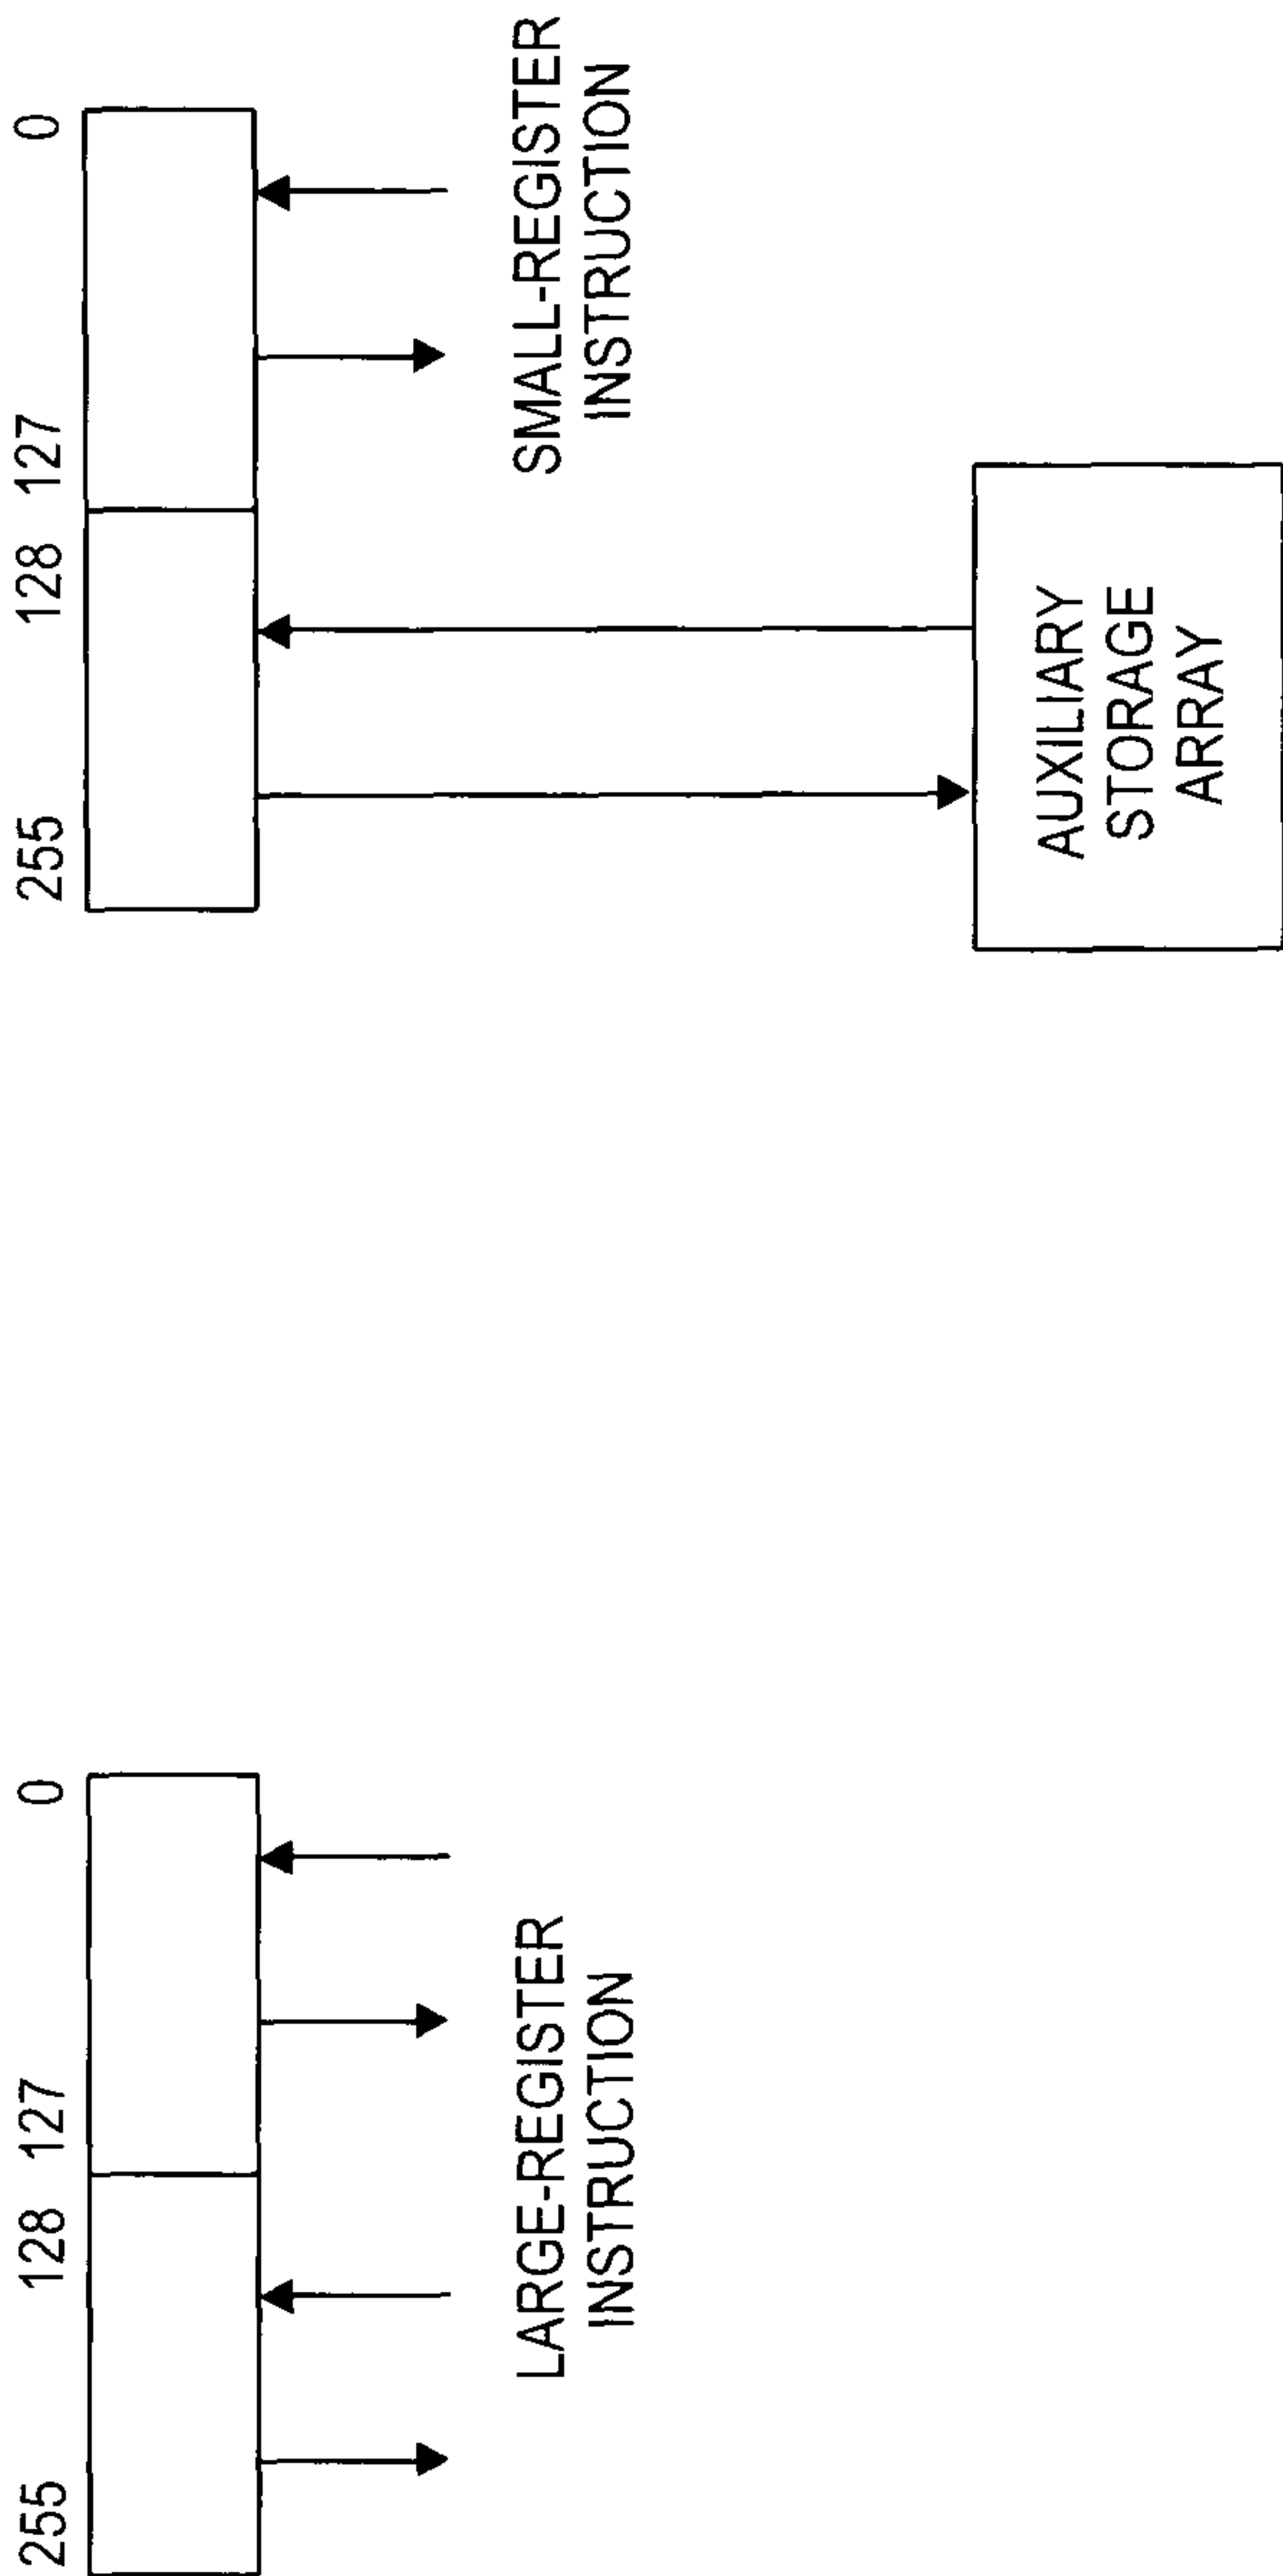 255 128 127 0
LARGE-REGISTER
INSTRUCTION
255 128 127 0
SMALL-REGISTER
INSTRUCTION
AUXILIARY
STORAGE
ARRAY